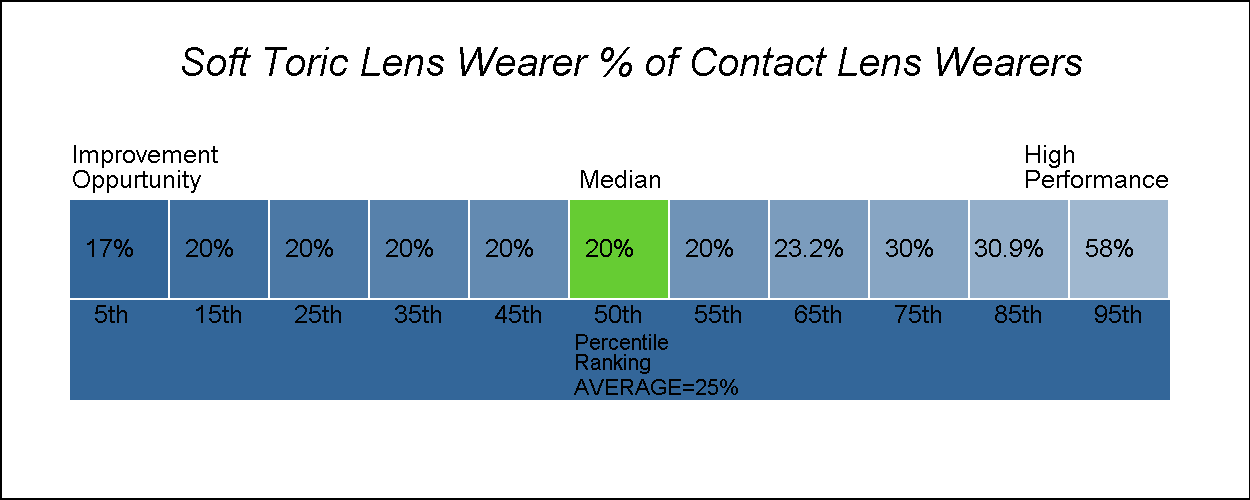 Soft Toric Lens Wearer % of Contact Lens Wearers
Improvement
Oppurtunity
Median
High
Performance
17% 20% 20% 20% 20% 20% 20% 23.2% 30% 30.9% 58%
5th 15th 25th 35th 45th 50th 55th 65th 75th 85th 95th
Percentile
Ranking
AVERAGE=25%